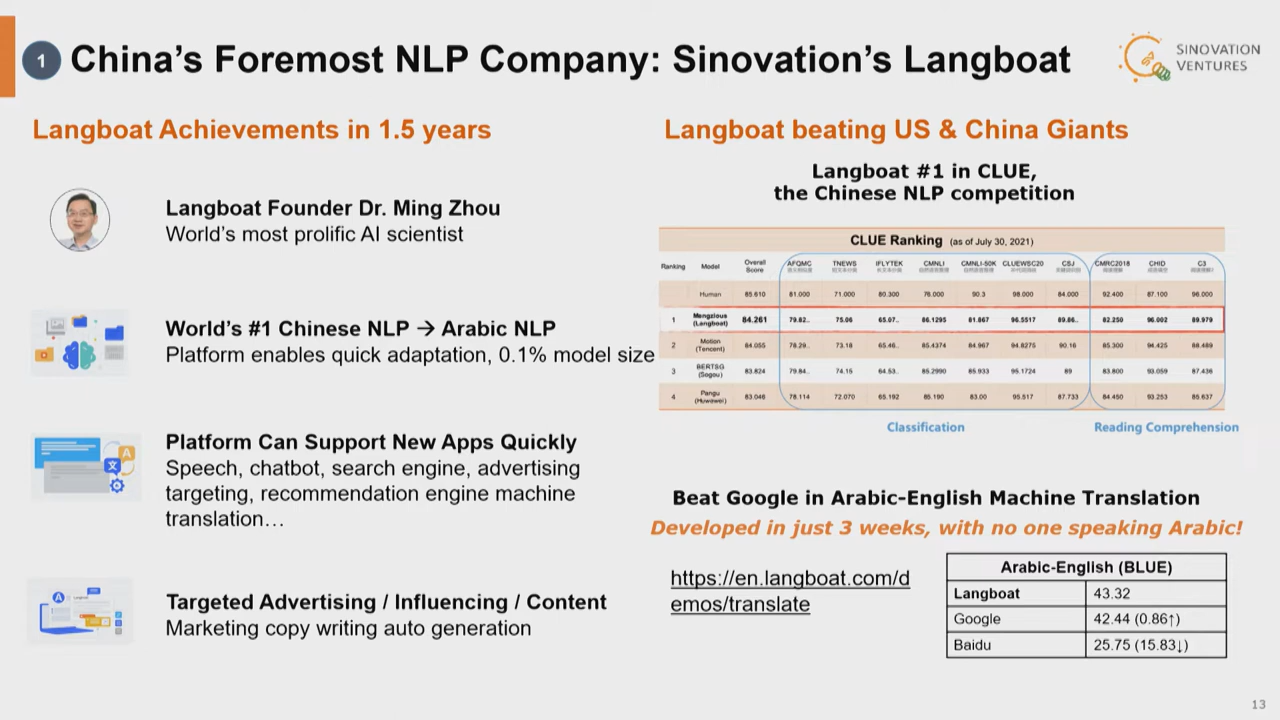 1 China's Foremost NLP Company: Sinovation's Langboat
SINOVATION
VENTURES
Langboat Achievements in 1.5 years
Langboat Founder Dr. Ming Zhou
World's most prolific AI scientist
World's #1 Chinese NLP → Arabic NLP
Platform enables quick adaptation, 0.1% model size
Platform Can Support New Apps Quickly
Speech, chatbot, search engine, advertising
targeting, recommendation engine machine
translation…
Targeted Advertising / Influencing / Content
Marketing copy writing auto generation
Langboat beating US & China Giants
Langboat #1 in CLUE,
the Chinese NLP competition
CLUE Ranking (as of July 30, 2021)
Ranking Model Overall Score AFQMC TNEWS IFLYTEK CMNLI CMNLI-50K CLUEWSC20 CSJ CMRC2018 CHID C3
Human 85.610 81.000 71.000 80.300 76.000 90.3 98.000 84.000 92.400 87.100 96.000
1 Mengzious (Langboat) 84.261 79.82.. 75.06 65.07.. 86.1295 81.867 96.5517 89.86.. 82.250 96.002 89.979
2 Motion (Tencent) 84.055 78.29.. 73.18 65.46.. 85.4374 84.967 94.8275 90.16 85.300 94.425 88.489
3 BERTSG (Sogou) 83.824 79.84.. 74.15 64.53.. 85.2990 85.933 95.1724 89 83.800 93.059 87.436
4 Pangu (Huwawei) 83.046 78.114 72.070 65.192 85.190 83.00 95.517 87.733 84.450 93.253 85.637
Classification
Reading Comprehension
Beat Google in Arabic-English Machine Translation
Developed in just 3 weeks, with no one speaking Arabic!
https://en.langboat.com/d
emos/translate
Arabic-English (BLUE)
Langboat 43.32
Google 42.44 (0.86↑)
Baidu 25.75 (15.83↓)
13